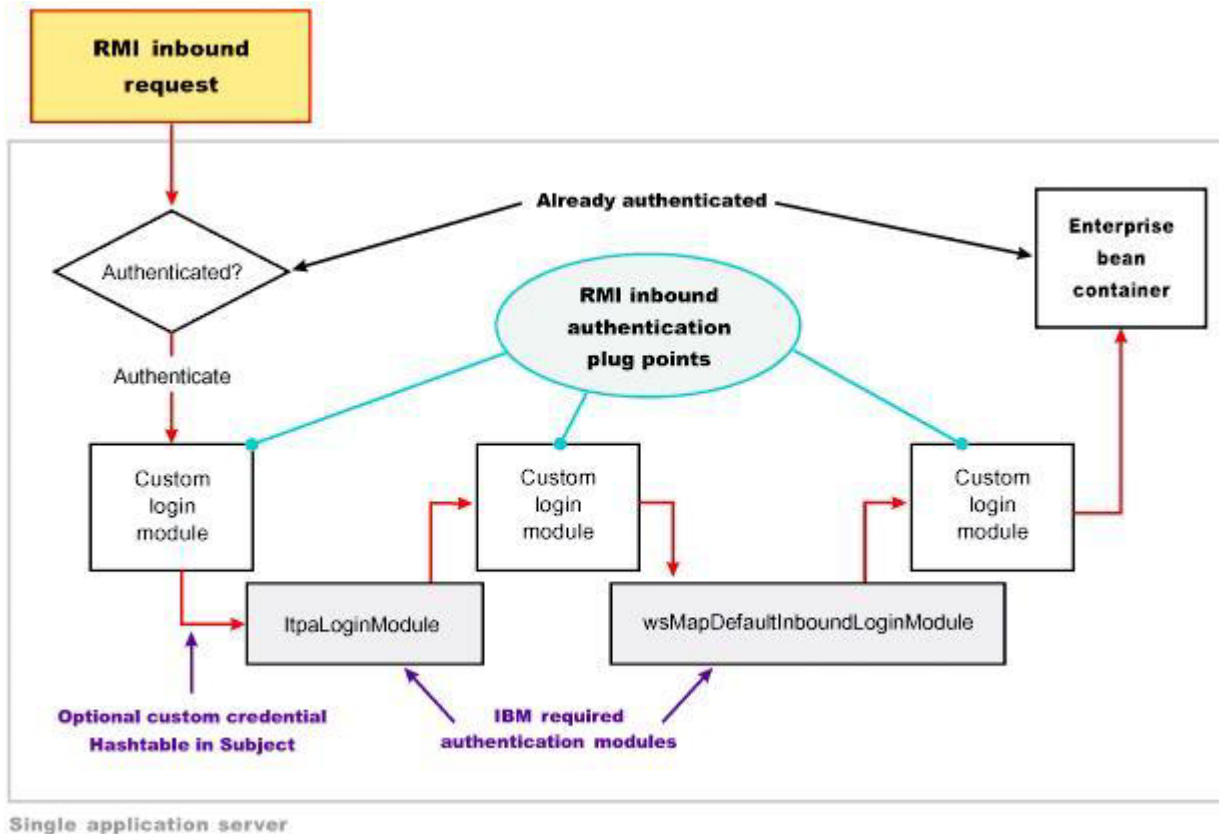 RMI inbound
request
Already authenticated
Authenticated?
Enterprise
bean
container
RMI inbound
authentication
plug points
Authenticate
Custom
login
module
Custom
login
module
Custom
login
module
ltpaLoginModule
wsMapDefaultInboundLoginModule
Optional custom credential
Hashtable in Subject
IBM required
authentication modules
Single application server